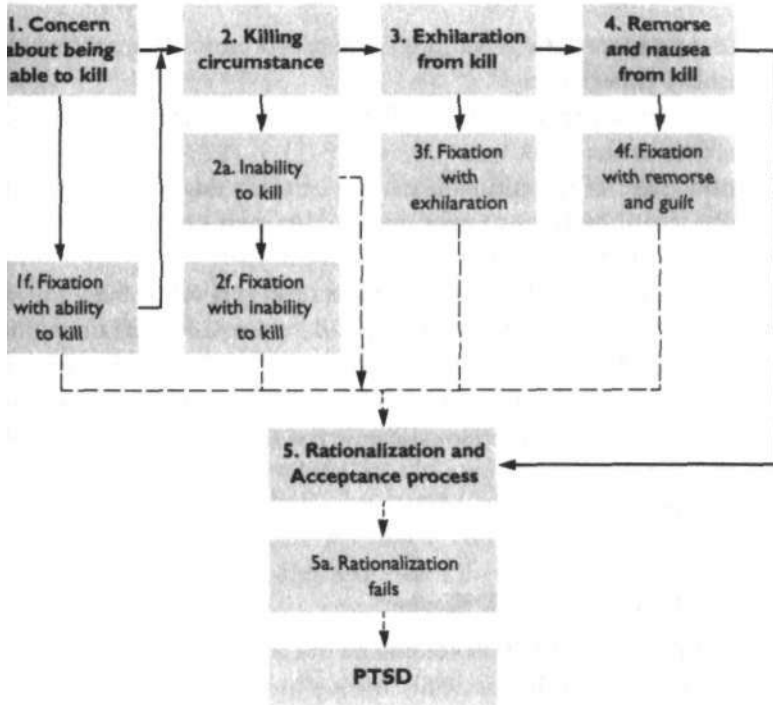 1. Concern
about being
able to kill
2. Killing
circumstance
3. Exhilaration
from kill
4. Remorse
and nausea
from kill
2a. Inability
to kill
3f. Fixation
with
exhilaration
4f. Fixation
with remorse
and guilt
1f. Fixation
with ability
to kill
2f. Fixation
with inability
to kill
5. Rationalization and
Acceptance process
5a. Rationalization
fails
PTSD